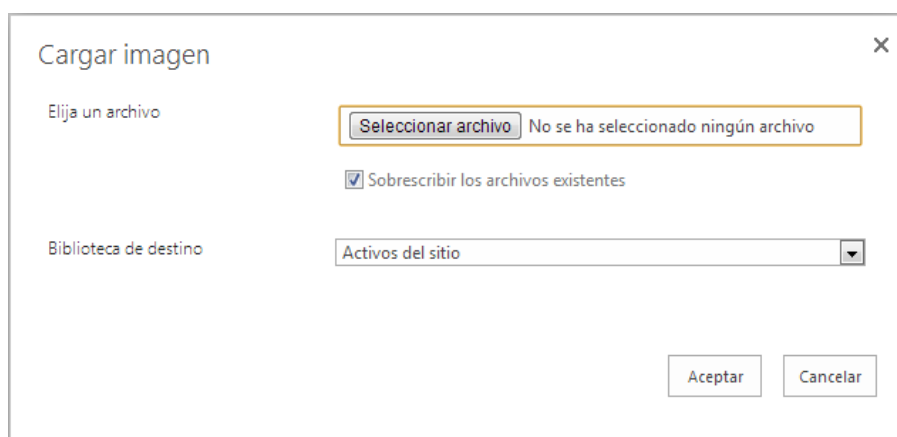 Cargar imagen
Elija un archivo
Seleccionar archivo No se ha seleccionado ningún archivo
Sobrescribir los archivos existentes
Biblioteca de destino
Activos del sitio
Aceptar
Cancelar